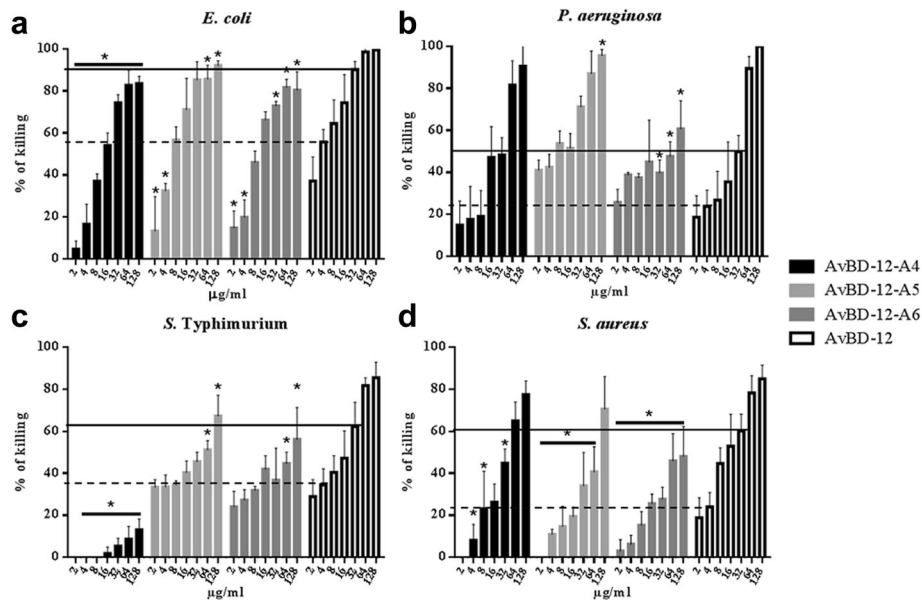 a
E. coli
% of killing
100
80
60
40
20
0
*
* * * * * * * *
2 4 8 16 32 64 128 2 4 8 16 32 64 128 2 4 8 16 32 64 128 2 4 8 16 32 64 128
µg/ml
b
P. aeruginosa
% of killing
100
80
60
40
20
0
* * * *
2 4 8 16 32 64 128 2 4 8 16 32 64 128 2 4 8 16 32 64 128 2 4 8 16 32 64 128
µg/ml
AvBD-12-A4
AvBD-12-A5
AvBD-12-A6
AvBD-12
c
S. Typhimurium
% of killing
100
80
60
40
20
0
* * * * *
2 4 8 16 32 64 128 2 4 8 16 32 64 128 2 4 8 16 32 64 128 2 4 8 16 32 64 128
µg/ml
d
S. aureus
% of killing
100
80
60
40
20
0
* * * * *
2 4 8 16 32 64 128 2 4 8 16 32 64 128 2 4 8 16 32 64 128 2 4 8 16 32 64 128
µg/ml